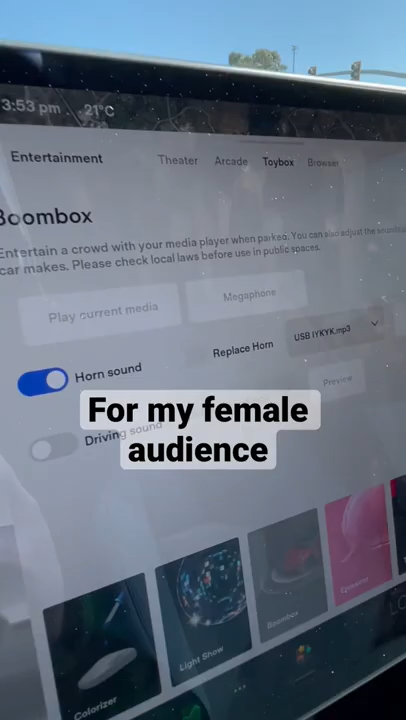 3:53 pm 21°C
Entertainment Theater Arcade Toybox Browser
Boombox
Entertain a crowd with your media player when parked. You can also adjust the sounds
car makes. Please check local laws before use in public spaces.
Play current media Megaphone
Horn sound Replace Horn USB IYKYK.mp3
Preview
For my female
audience
Driving sound
Colorizer Light Show Boombox